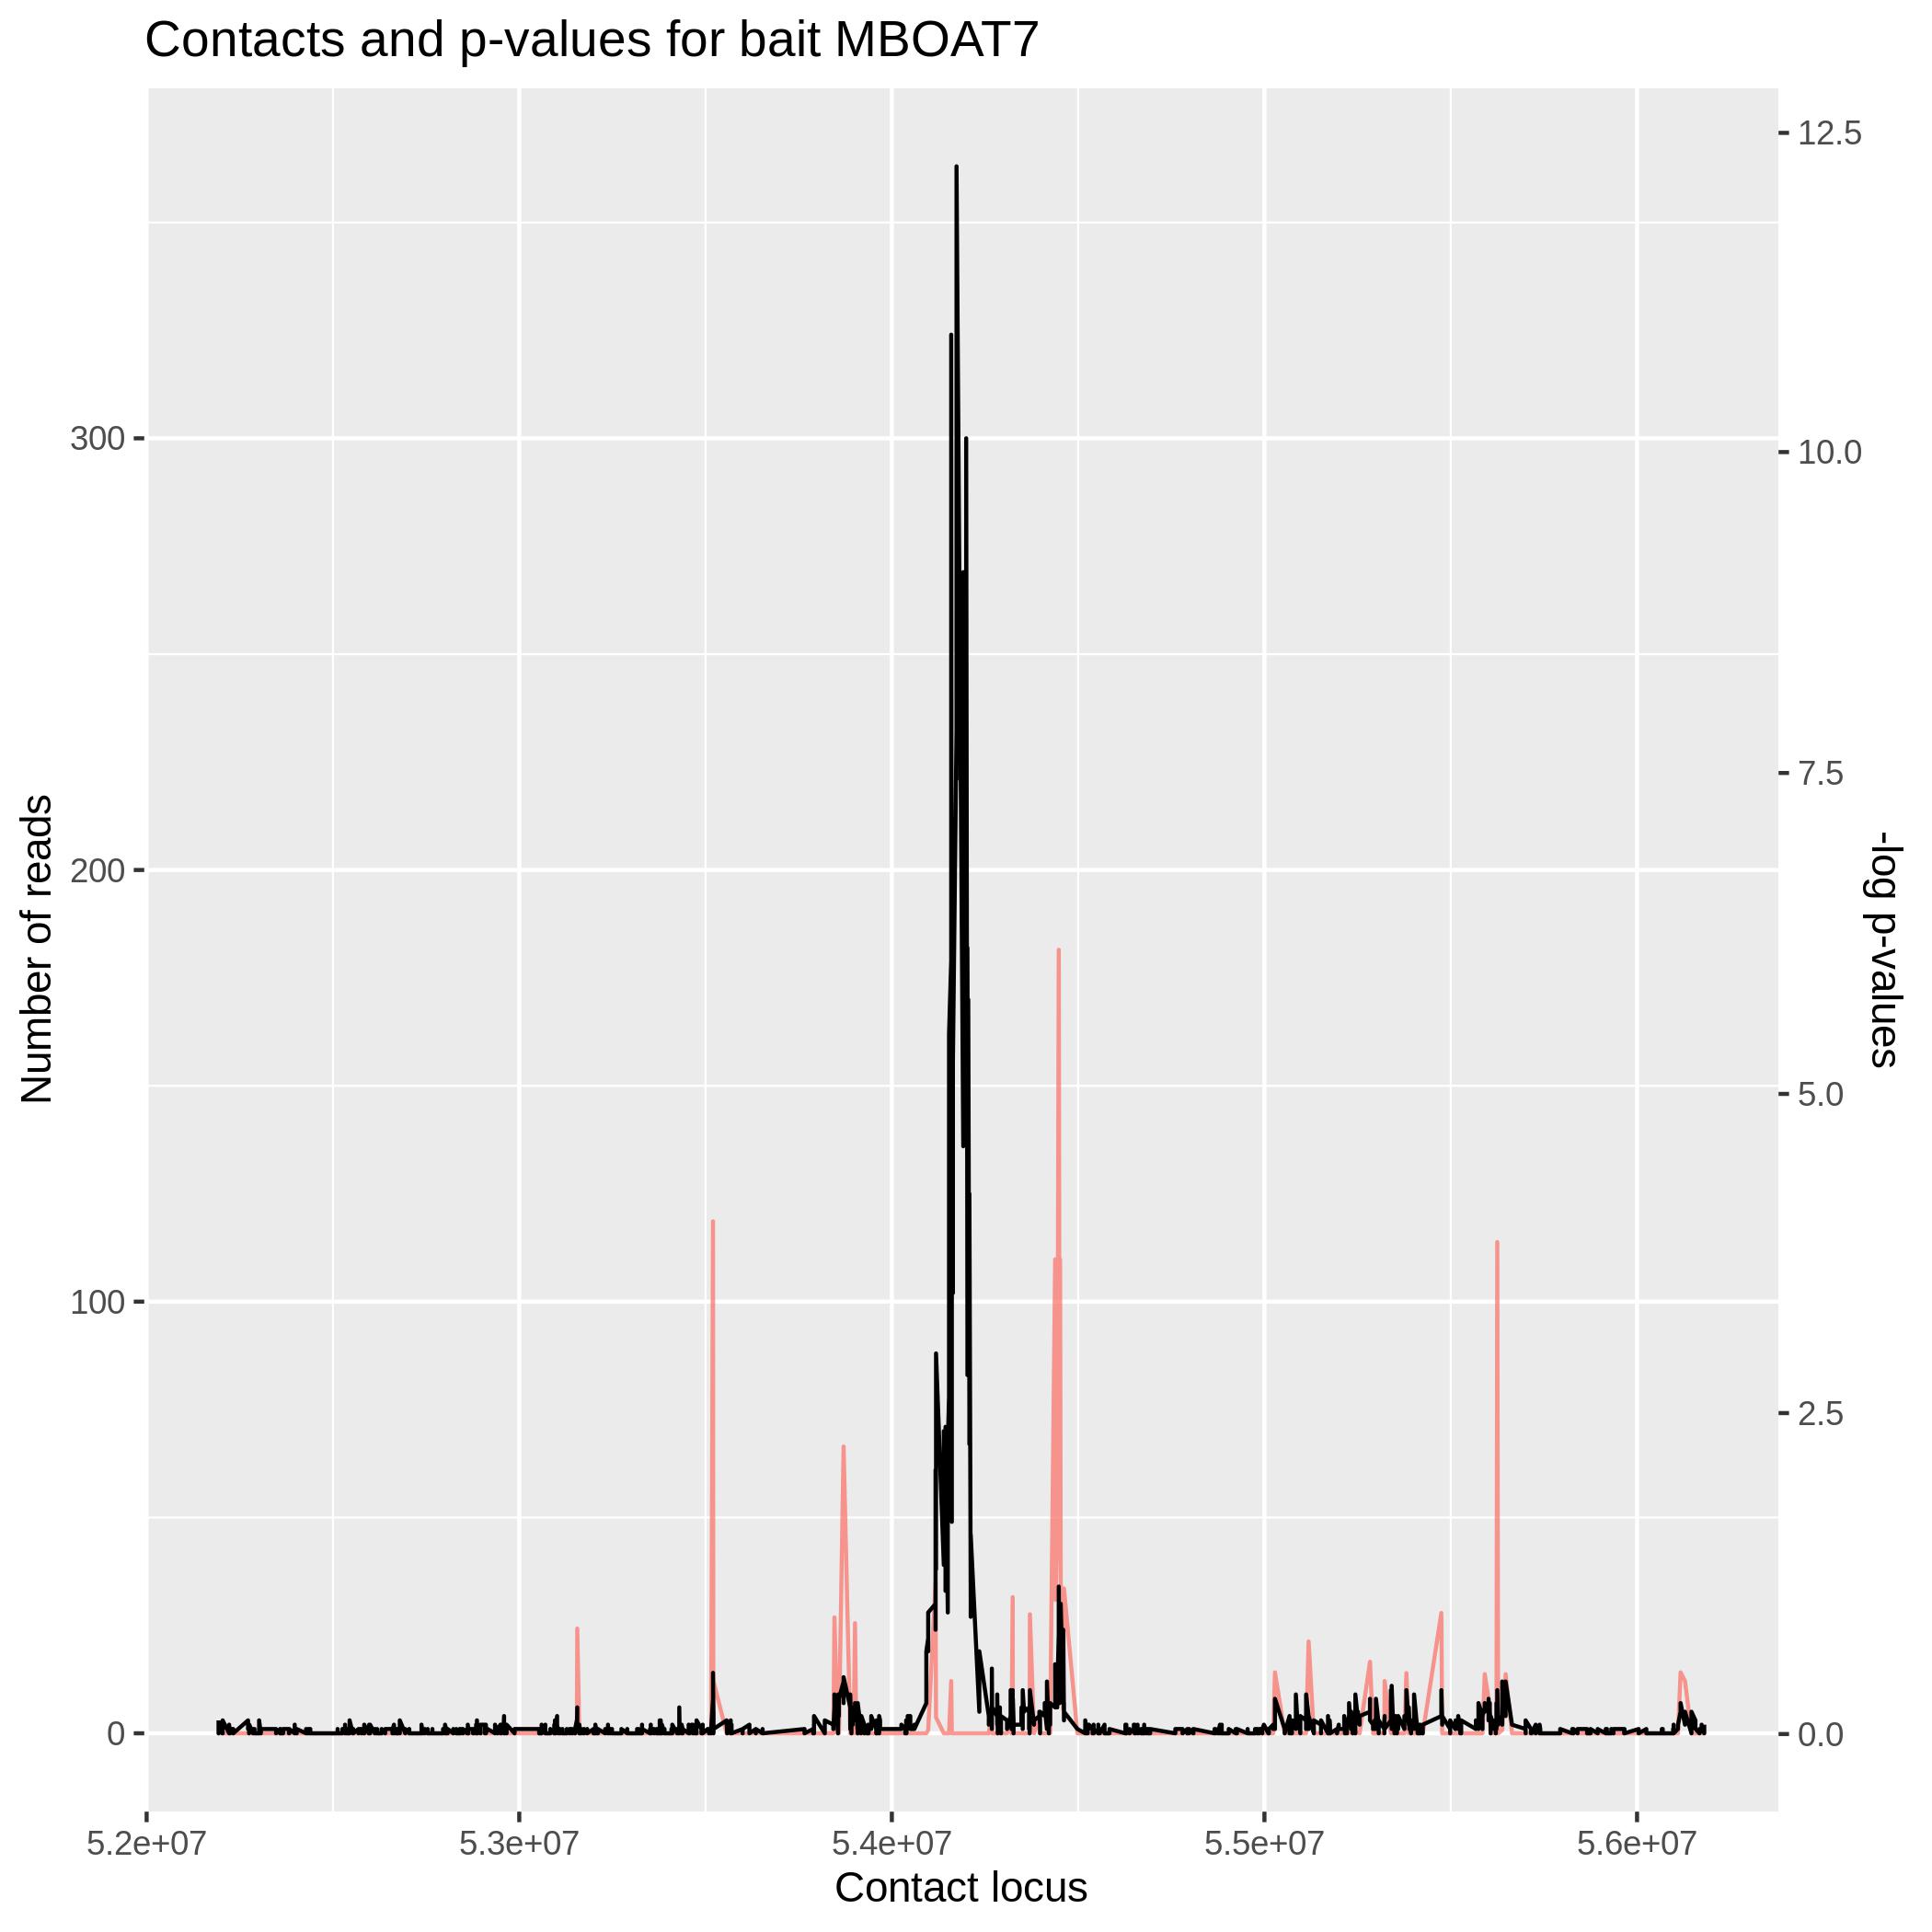 Contacts and p-values for bait MBOAT7
12.5
300
10.0
7.5
200
Number of reads
-log p-values
5.0
100
2.5
0
0.0
5.2e+07
5.3e+07
5.4e+07
5.5e+07
5.6e+07
Contact locus